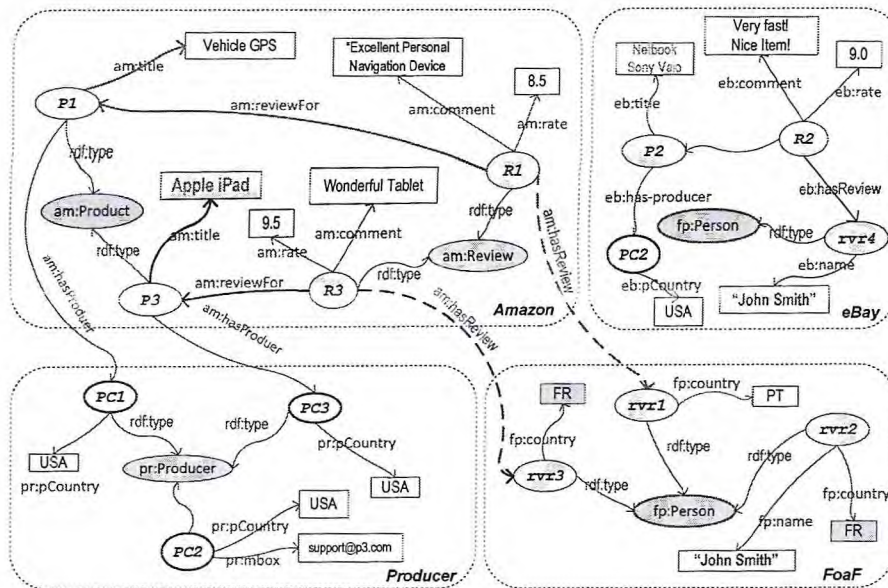 Vehicle GPS
am:title
"Excellent Personal
Navigation Device
8.5
am:comment
am:rate
P1
am:reviewFor
R1
rdf:type
am:Product
Apple iPad
Wonderful Tablet
am:title
9.5
am:comment
am:rate
rdf:type
rdf:type
am:Review
rdf:type
am:reviewFor
P3
R3
am:hasProduer
am:hasProduer
am:hasReview
am:hasReview
Amazon
Very fast!
Nice Item!
Netbook
Sony Vaio
9.0
eb:comment
eb:rate
eb:title
P2
R2
eb:has-producer
eb:hasReview
fp:Person
rdf:type
rvr4
PC2
eb:name
eb:pCountry
USA
"John Smith"
eBay
PC1
PC3
rdf:type
rdf:type
USA
pr:pCountry
pr:Producer
pr:pCountry
USA
pr:pCountry
USA
PC2
pr:mbox
support@p3.com
Producer
FR
rvr1
fp:country
PT
rvr2
fp:country
rvr3
rdf:type
rdf:type
rdf:type
fp:Person
fp:country
fp:name
FR
"John Smith"
FoaF